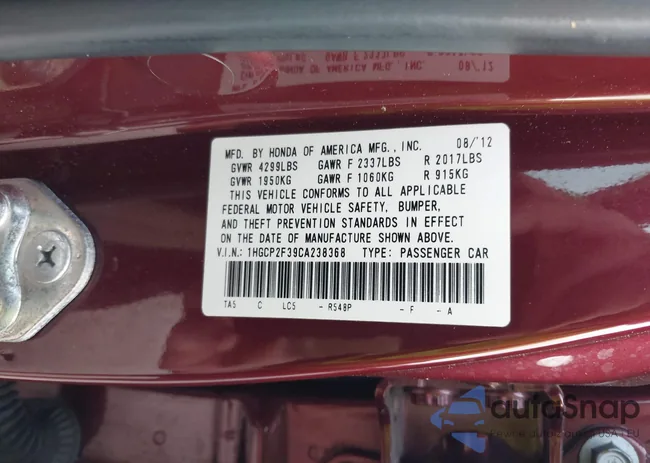 MFD. BY HONDA OF AMERICA MFG., INC. 08/'12
GVWR 4299LBS GAWR F 2337LBS R 2017LBS
GVWR 1950KG GAWR F 1060KG R 915KG
THIS VEHICLE CONFORMS TO ALL APPLICABLE
FEDERAL MOTOR VEHICLE SAFETY, BUMPER,
AND THEFT PREVENTION STANDARDS IN EFFECT
ON THE DATE OF MANUFACTURE SHOWN ABOVE.
V.I.N.: 1HGCP2F39CA238368 TYPE: PASSENGER CAR
TA5 C LC5 - R548P - F - A
autoSnap